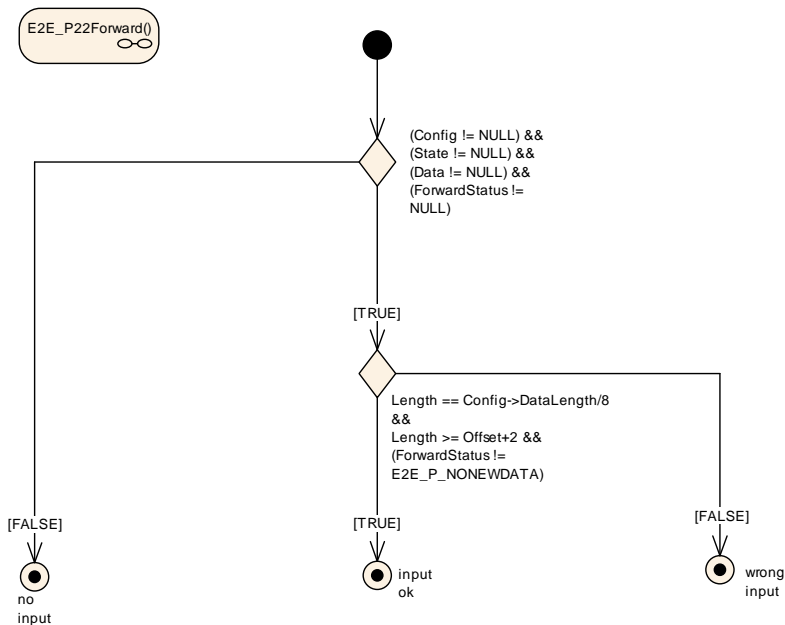 E2E_P22Forward()
(Config != NULL) &&
(State != NULL) &&
(Data != NULL) &&
(ForwardStatus !=
NULL)
[TRUE]
Length == Config->DataLength/8
&&
Length >= Offset+2 &&
(ForwardStatus !=
E2E_P_NONEWDATA)
[FALSE]
[TRUE]
[FALSE]
no
input
input
ok
wrong
input